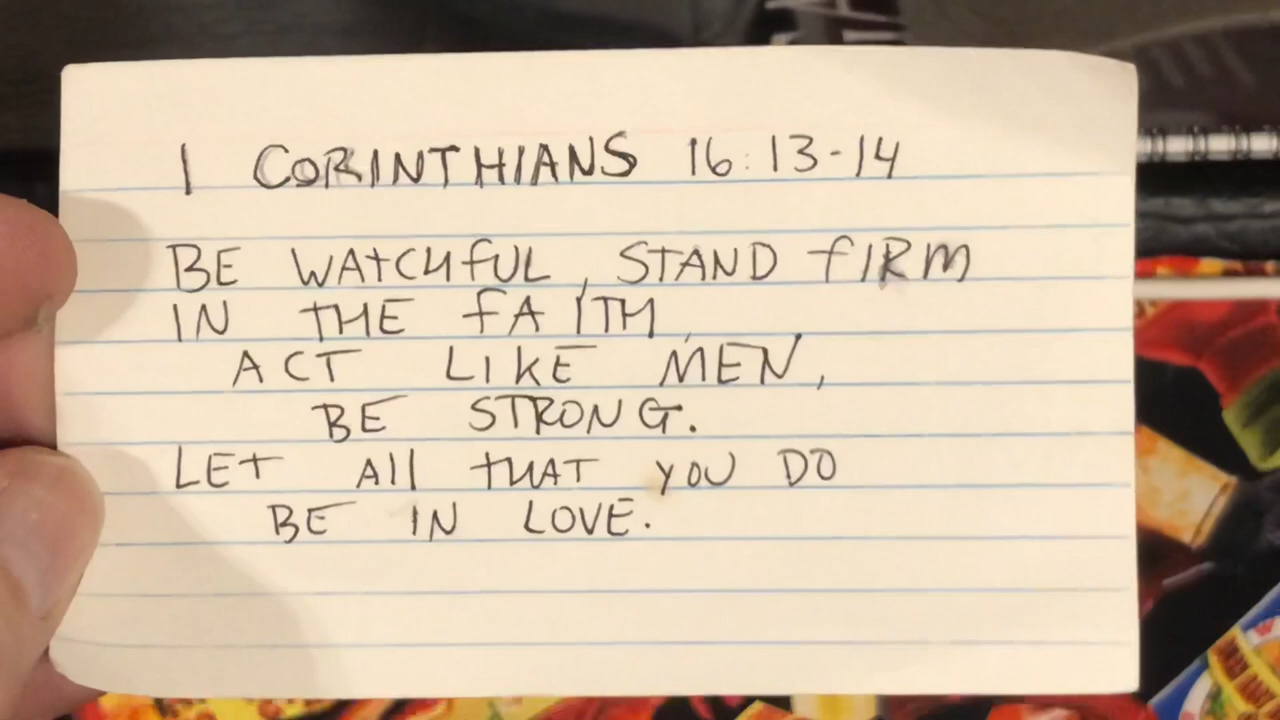 1 CORINTHIANS 16:13-14
BE WATCHFUL, STAND FIRM
IN THE FAITH,
ACT LIKE MEN,
BE STRONG.
LET All THAT YOU DO
BE IN LOVE.